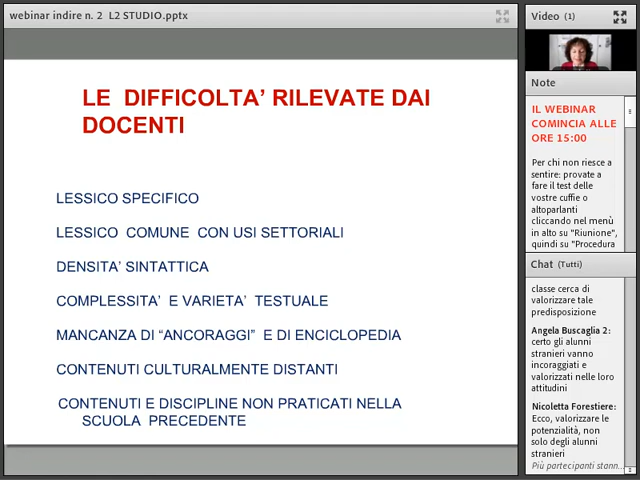 webinar indire n. 2 L2 STUDIO.pptx
LE DIFFICOLTA’ RILEVATE DAI
DOCENTI
LESSICO SPECIFICO
LESSICO COMUNE CON USI SETTORIALI
DENSITA’ SINTATTICA
COMPLESSITA’ E VARIETA’ TESTUALE
MANCANZA DI “ANCORAGGI” E DI ENCICLOPEDIA
CONTENUTI CULTURALMENTE DISTANTI
CONTENUTI E DISCIPLINE NON PRATICATI NELLA
SCUOLA PRECEDENTE
Video (1)
Note
IL WEBINAR
COMINCIA ALLE
ORE 15:00
Per chi non riesce a
sentire: provate a
fare il test delle
vostre cuffie o
altoparlanti
cliccando nel menù
in alto su "Riunione",
quindi su "Procedura
Chat (Tutti)
classe cerca di
valorizzare tale
predisposizione
Angela Buscaglia 2:
certo gli alunni
stranieri vanno
incoraggiati e
valorizzati nelle loro
attitudini
Nicoletta Forestiere:
Ecco, valorizzare le
potenzialità, non
solo degli alunni
stranieri
Più partecipanti stann...